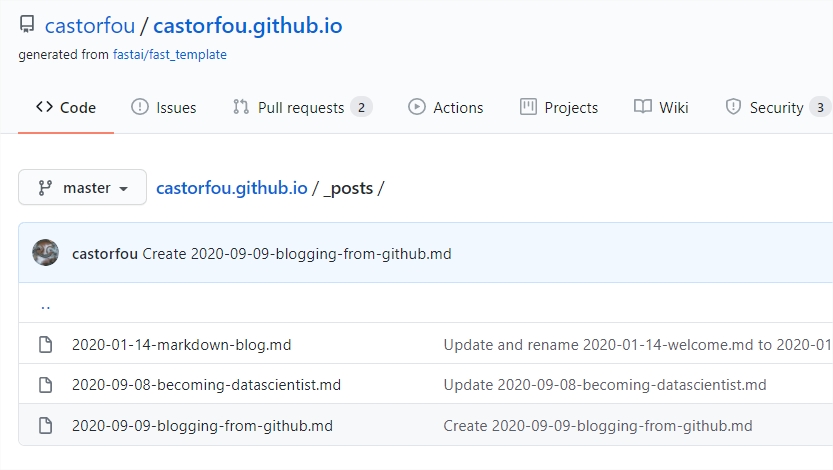 castorfou / castorfou.github.io
generated from fastai/fast_template
Code Issues Pull requests 2 Actions Projects Wiki Security 3
master castorfou.github.io / _posts /
castorfou Create 2020-09-09-blogging-from-github.md
..
2020-01-14-markdown-blog.md Update and rename 2020-01-14-welcome.md to 2020-01
2020-09-08-becoming-datascientist.md Update 2020-09-08-becoming-datascientist.md
2020-09-09-blogging-from-github.md Create 2020-09-09-blogging-from-github.md